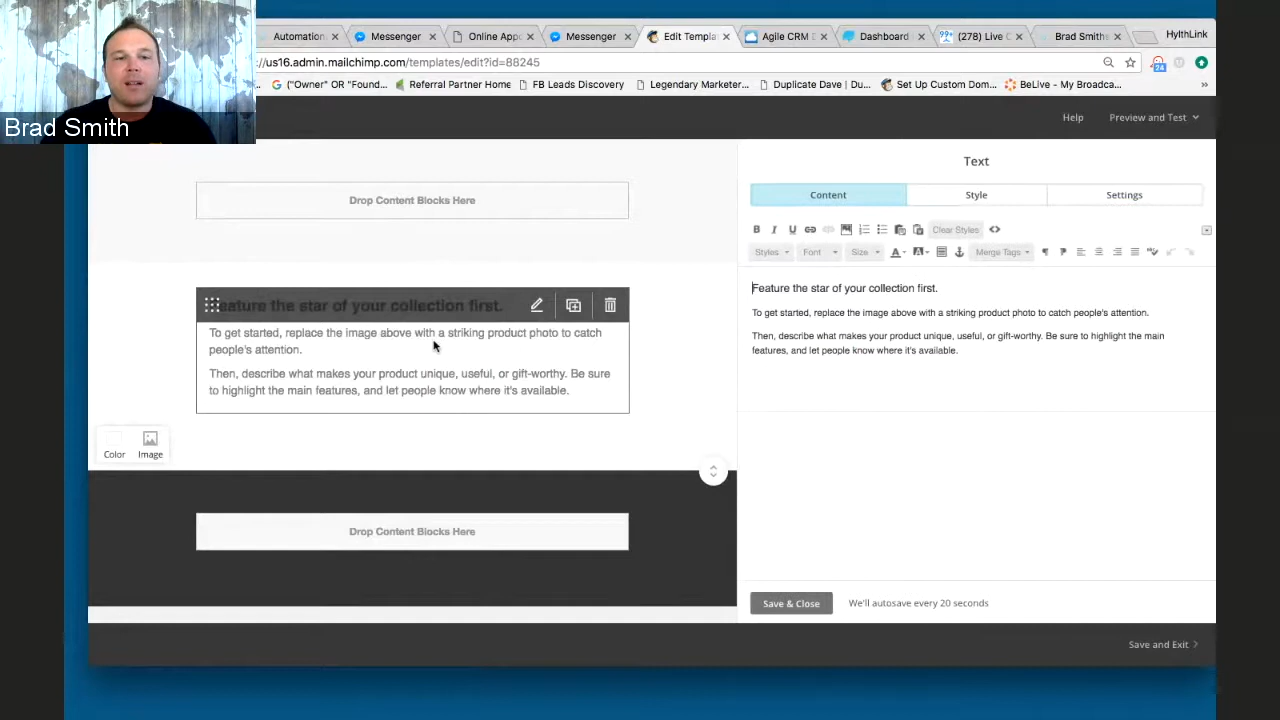 Brad Smith
Automation
Messenger
Online Appo
Messenger
Edit Templa
Agile CRM
Dashboard
(278) Live C
Brad Smith
HylthLink
://us16.admin.mailchimp.com/templates/edit?id=88245
24
("Owner" OR "Found...
Referral Partner Home
FB Leads Discovery
Legendary Marketer...
Duplicate Dave | Du...
Set Up Custom Dom...
BeLive - My Broadca...
»
Help
Preview and Test
Text
Drop Content Blocks Here
Content
Style
Settings
B I U
Clear Styles
Styles
Font
Size
A
A
Merge Tags
Feature the star of your collection first.
To get started, replace the image above with a striking product photo to catch
people's attention.
Then, describe what makes your product unique, useful, or gift-worthy. Be sure
to highlight the main features, and let people know where it's available.
Feature the star of your collection first.
To get started, replace the image above with a striking product photo to catch people's attention.
Then, describe what makes your product unique, useful, or gift-worthy. Be sure to highlight the main
features, and let people know where it's available.
Color
Image
Drop Content Blocks Here
Save & Close
We'll autosave every 20 seconds
Save and Exit